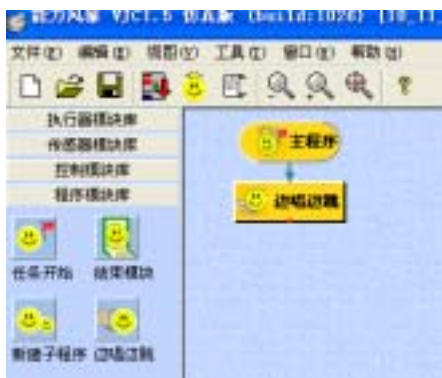 能力风暴 VJC1.5 仿真版 (build:1028)
文件(F) 编辑(E) 视图(V) 工具(T) 窗口(W) 帮助(H)
执行器模块库
传感器模块库
控制模块库
程序模块库
任务开始 结束模块
新建子程序 边唱边跳
主程序
边唱边跳